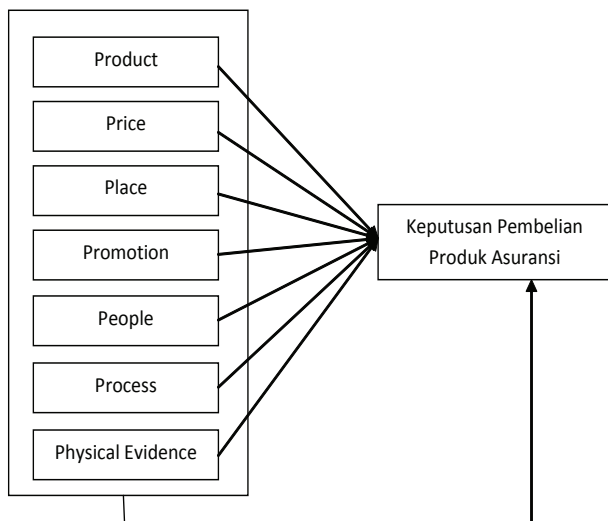 Product
Price
Place
Promotion
People
Process
Physical Evidence
Keputusan Pembelian
Produk Asuransi